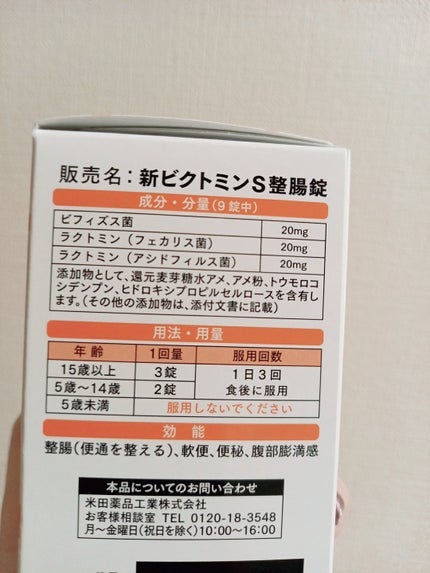 販売名：新ビクトミンS整腸錠
成分・分量（9錠中）
ビフィズス菌 20mg
ラクトミン（フェカリス菌） 20mg
ラクトミン（アシドフィルス菌） 20mg
添加物として、還元麦芽糖水アメ、アメ粉、トウモロコ
シデンプン、ヒドロキシプロピルセルロースを含有し
ます。（その他の添加物は、添付文書に記載）
用法・用量
年齢 1回量 服用回数
15歳以上 3錠 1日3回
5歳〜14歳 2錠 食後に服用
5歳未満 服用しないでください
効能
整腸（便通を整える）、軟便、便秘、腹部膨満感
本品についてのお問い合わせ
米田薬品工業株式会社
お客様相談室 TEL 0120-18-3548
月〜金曜日（祝日を除く）10:00〜16:00